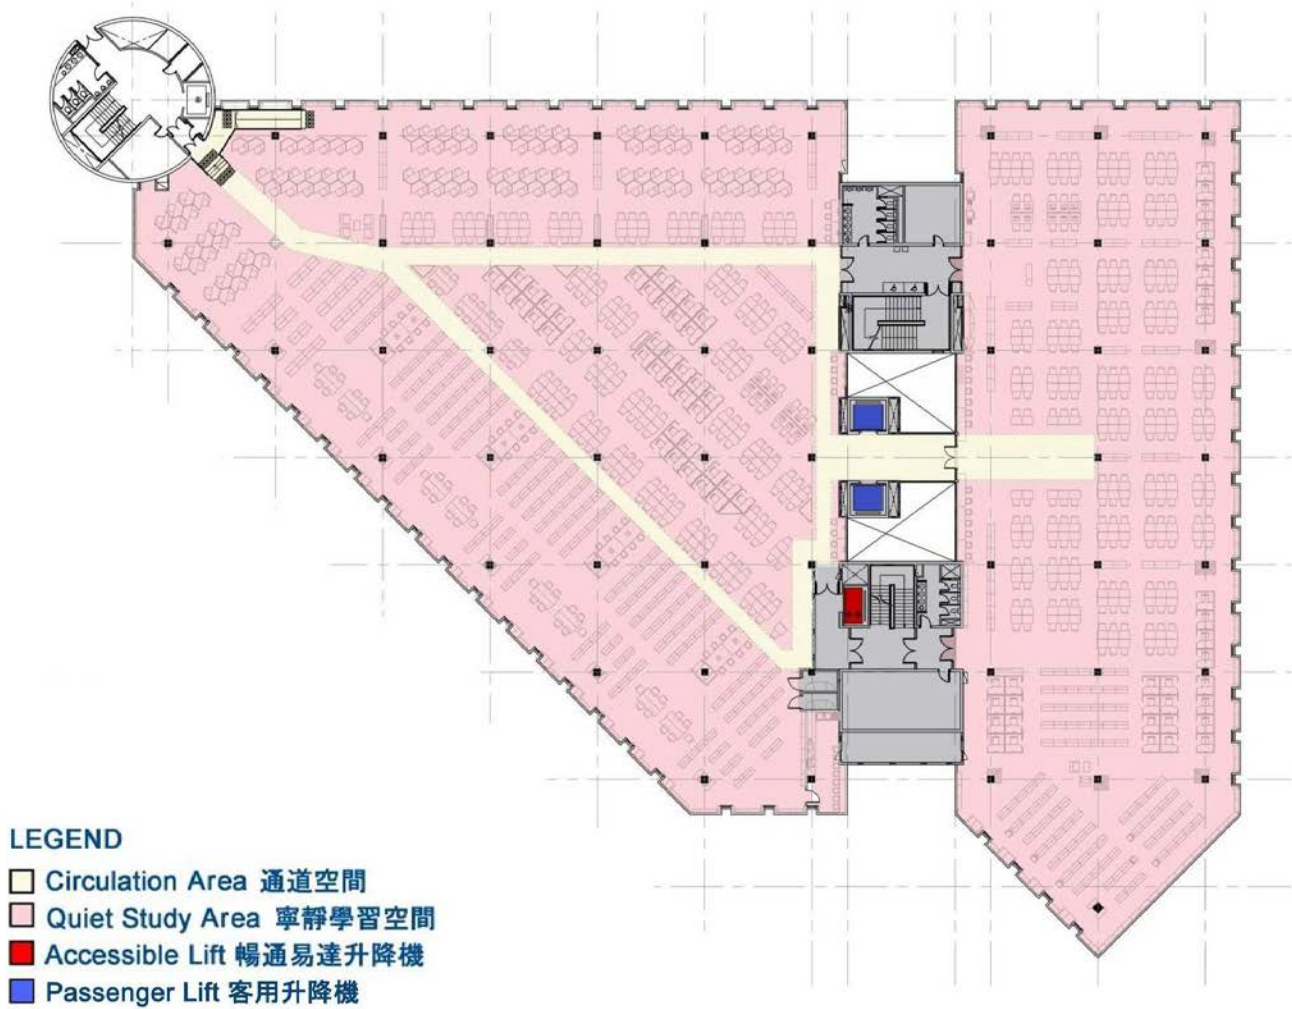 LEGEND
Circulation Area 通道空間
Quiet Study Area 寧靜學習空間
Accessible Lift 暢通易達升降機
Passenger Lift 客用升降機